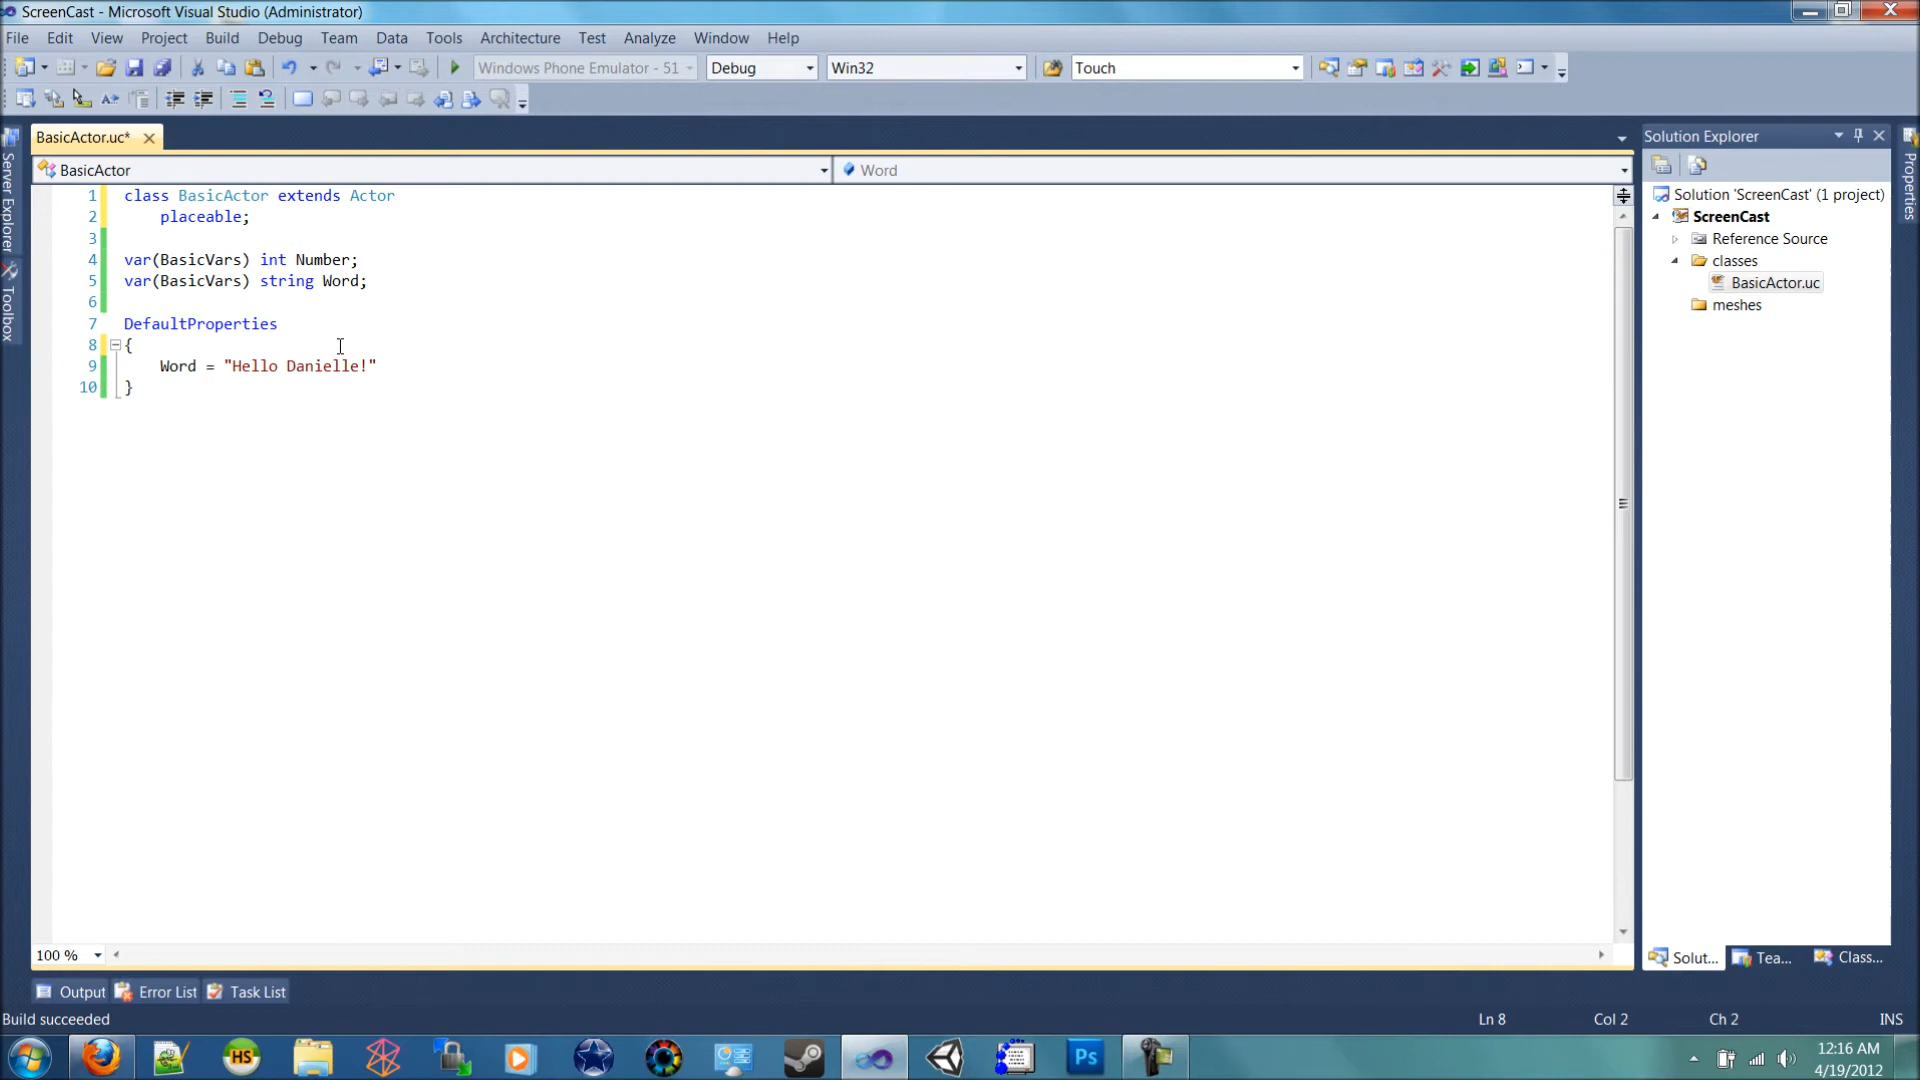 ScreenCast - Microsoft Visual Studio (Administrator)
File Edit View Project Build Debug Team Data Tools Architecture Test Analyze Window Help
Windows Phone Emulator - 51 Debug Win32 Touch
BasicActor.uc*
BasicActor Word
Server Explorer
Toolbox
1 class BasicActor extends Actor
2 placeable;
3
4 var(BasicVars) int Number;
5 var(BasicVars) string Word;
6
7 DefaultProperties
8 {
9 Word = "Hello Danielle!"
10 }
Solution Explorer
Solution 'ScreenCast' (1 project)
ScreenCast
Reference Source
classes
BasicActor.uc
meshes
Properties
100 %
Solut... Tea... Class...
Output Error List Task List
Build succeeded Ln 8 Col 2 Ch 2 INS
HS
Ps
12:16 AM
4/19/2012